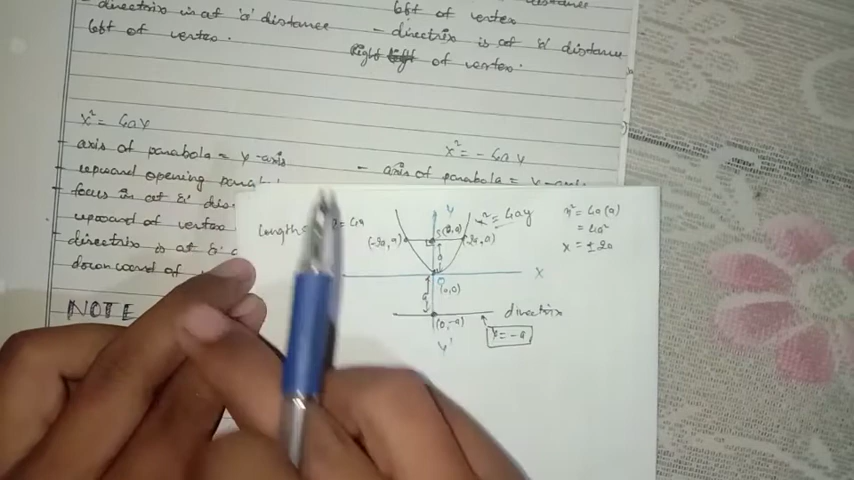 - directrix is at 'a' distance
left of vertex.
left of vertex
- directrix is at 'a' distance
Right of vertex.
x² = 4ay
- axis of parabola = y-axis
- upward opening
- focus is at 'a'
upward of vertex
- directrix is at 'a'
downward of
NOTE
x² = -4ay
- axis of parabola = y-axis
Length = 4a
y
x² = 4ay
(-2a, a)
S(0,a)
(2a, a)
a
X
O
(0,0)
a
directrix
(0, -a)
y = -a
y'
x² = 4a(a)
= 4a²
x = ±2a